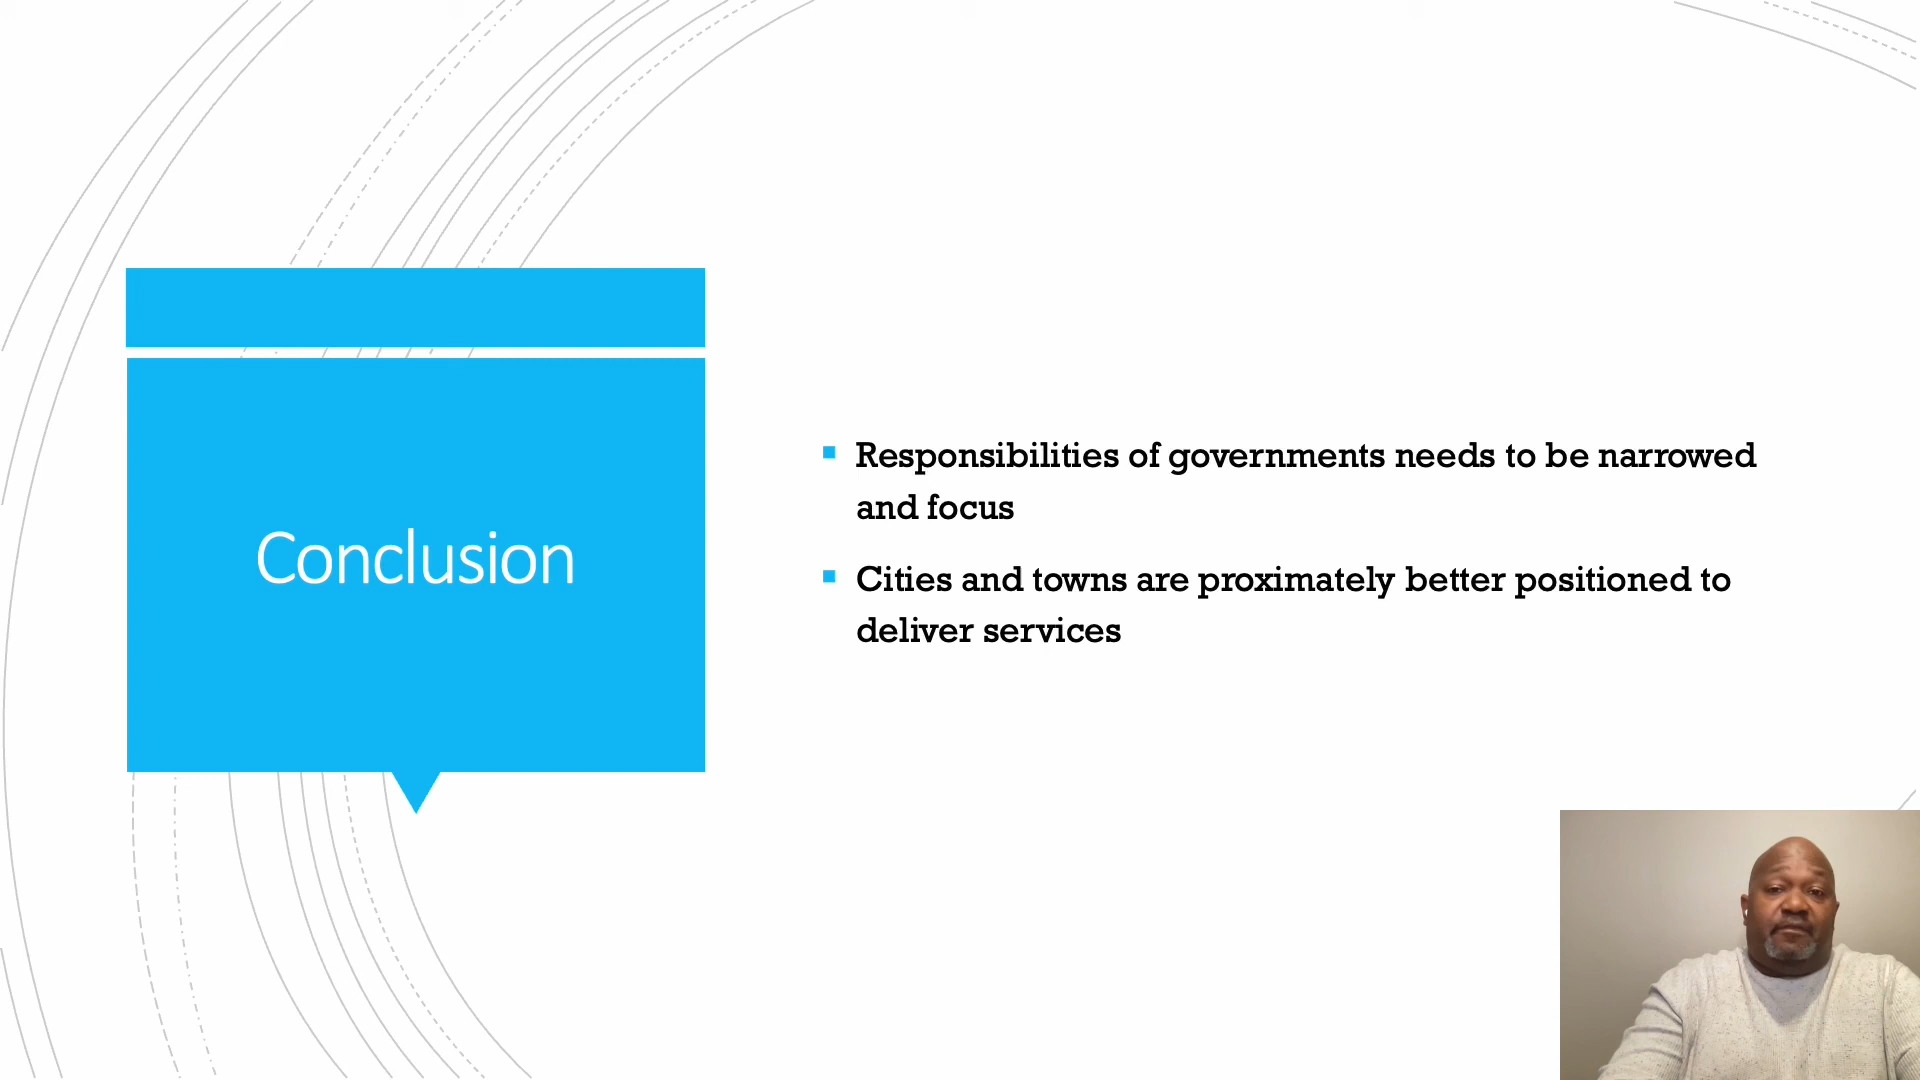 Conclusion
Responsibilities of governments needs to be narrowed
and focus
Cities and towns are proximately better positioned to
deliver services